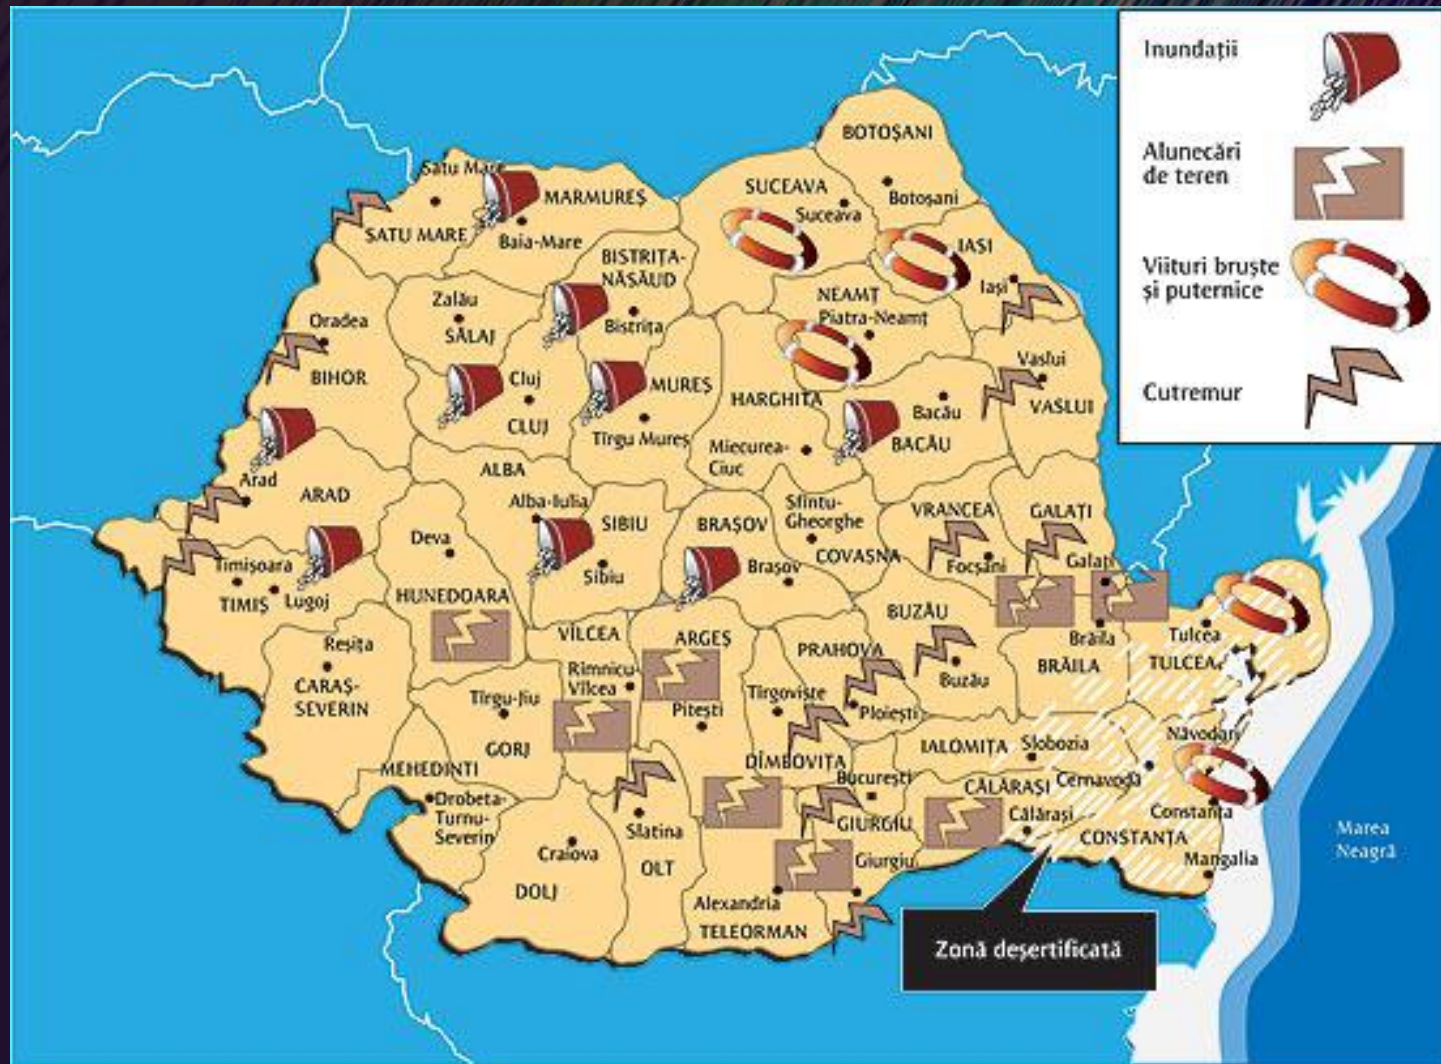 Inundații
Alunecări
de teren
Viituri bruște
și puternice
Cutremur
BOTOȘANI
Botoșani
SUCEAVA
Suceava
Satu Mare
SATU MARE
MARMUREȘ
Baia-Mare
BISTRIȚA-
NĂSĂUD
Bistrița
IAȘI
Iași
NEAMȚ
Piatra-Neamț
Zalău
SĂLAJ
Oradea
BIHOR
Cluj
CLUJ
MUREȘ
Tîrgu Mureș
HARGHITA
Miecurea-
Ciuc
Bacău
BACĂU
Vaslui
VASLUI
Arad
ARAD
ALBA
Alba-Iulia
SIBIU
Sibiu
BRAȘOV
Brașov
Sfîntu-
Gheorghe
COVASNA
VRANCEA
Focșani
GALAȚI
Galați
Timișoara
TIMIȘ
Lugoj
Deva
HUNEDOARA
Reșița
CARAȘ-
SEVERIN
VÎLCEA
Rîmnicu-
Vîlcea
ARGEȘ
Pitești
PRAHOVA
Ploiești
BUZĂU
Buzău
Brăila
BRĂILA
Tulcea
TULCEA
Tîrgu-Jiu
GORJ
Tîrgoviște
DÎMBOVIȚA
MEHEDINTI
Drobeta-
Turnu-
Severin
Craiova
DOLJ
Slatina
OLT
București
IALOMIȚA
Slobozia
CĂLĂRAȘI
Călărași
Cernavodă
Năvodari
Constanța
CONSTANȚA
Mangalia
GIURGIU
Giurgiu
Alexandria
TELEORMAN
Marea
Neagră
Zonă deșertificată